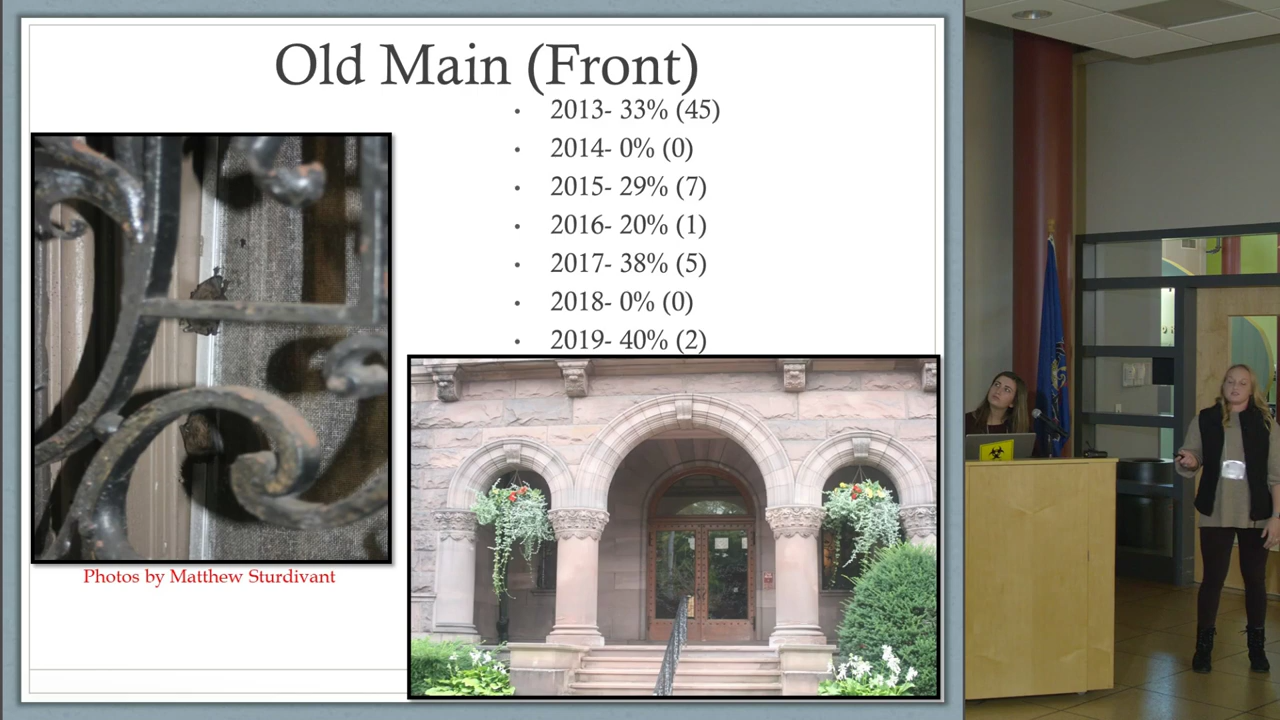 Old Main (Front)
• 2013- 33% (45)
• 2014- 0% (0)
• 2015- 29% (7)
• 2016- 20% (1)
• 2017- 38% (5)
• 2018- 0% (0)
• 2019- 40% (2)
Photos by Matthew Sturdivant